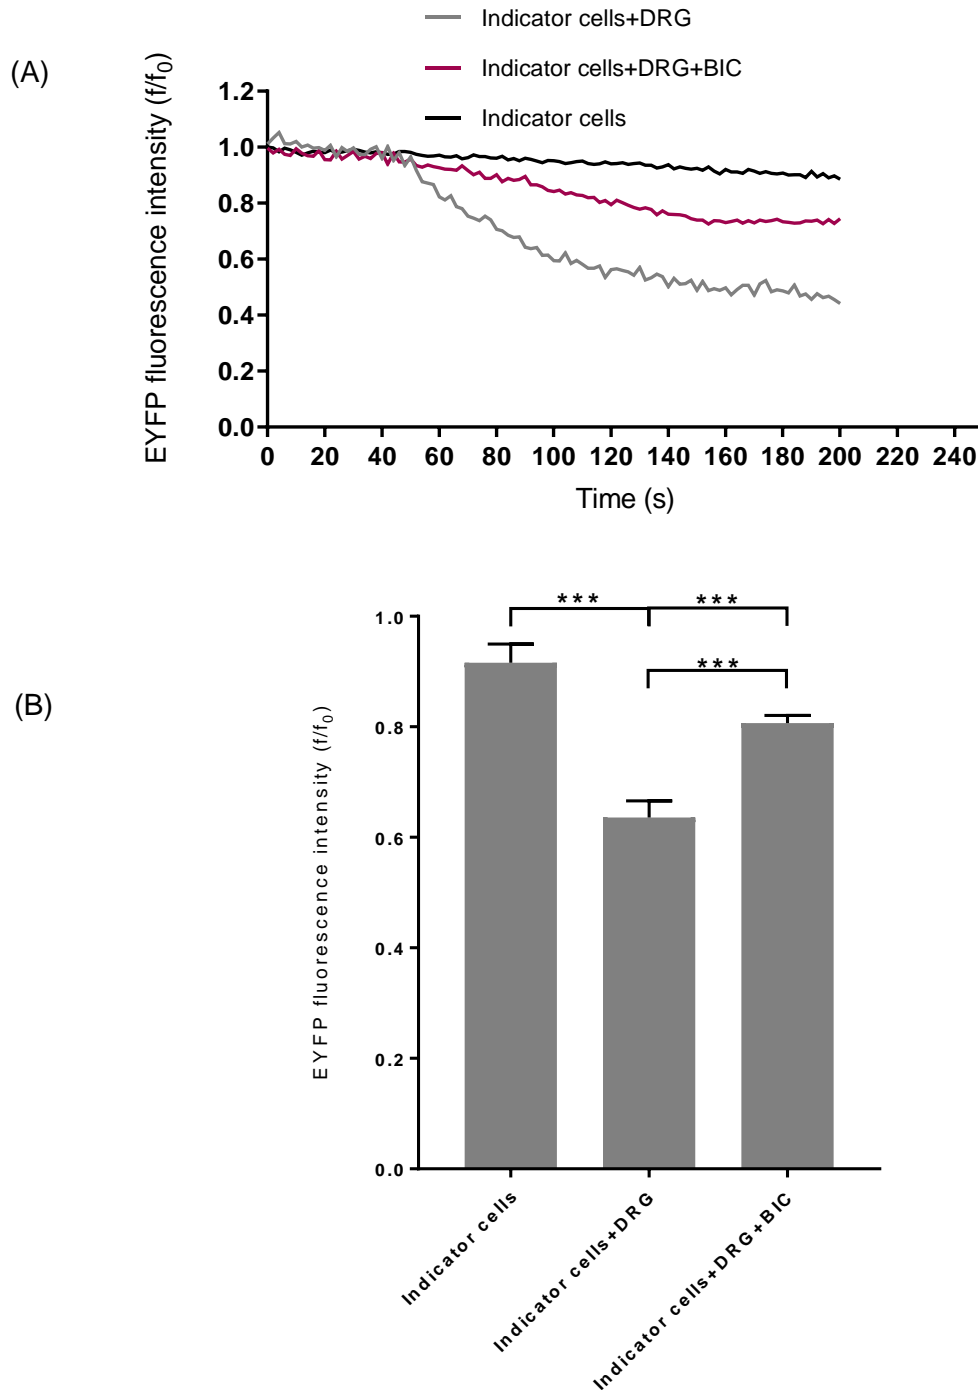 (A)
Indicator cells+DRG
Indicator cells+DRG+BIC
Indicator cells
EYFP fluorescence intensity (f/f₀)
1.2
1.0
0.8
0.6
0.4
0.2
0.0
0 20 40 60 80 100 120 140 160 180 200 220 240
Time (s)
(B)
*** ***
***
EYFP fluorescence intensity (f/f₀)
1.0
0.8
0.6
0.4
0.2
0.0
Indicator cells
Indicator cells+DRG
Indicator cells+DRG+BIC